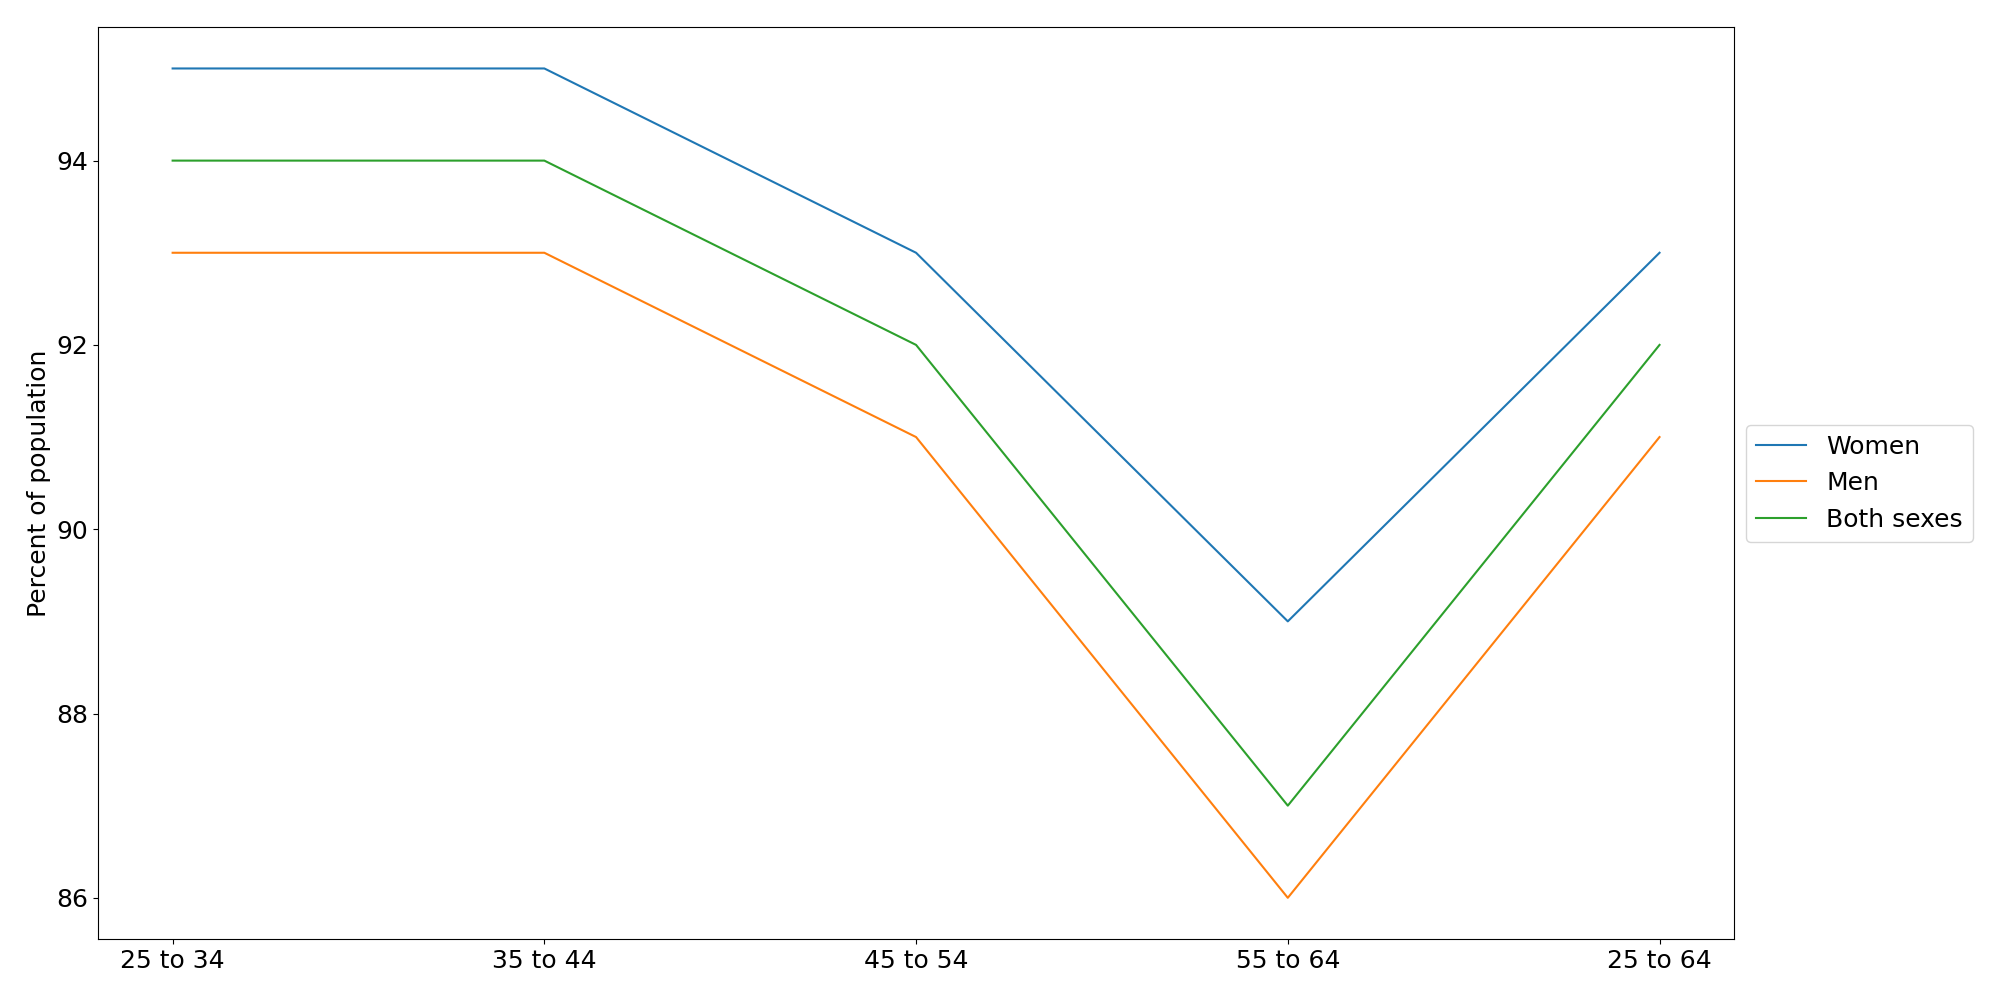 Percent of population
94
92
90
88
86
25 to 34
35 to 44
45 to 54
55 to 64
25 to 64
Women
Men
Both sexes